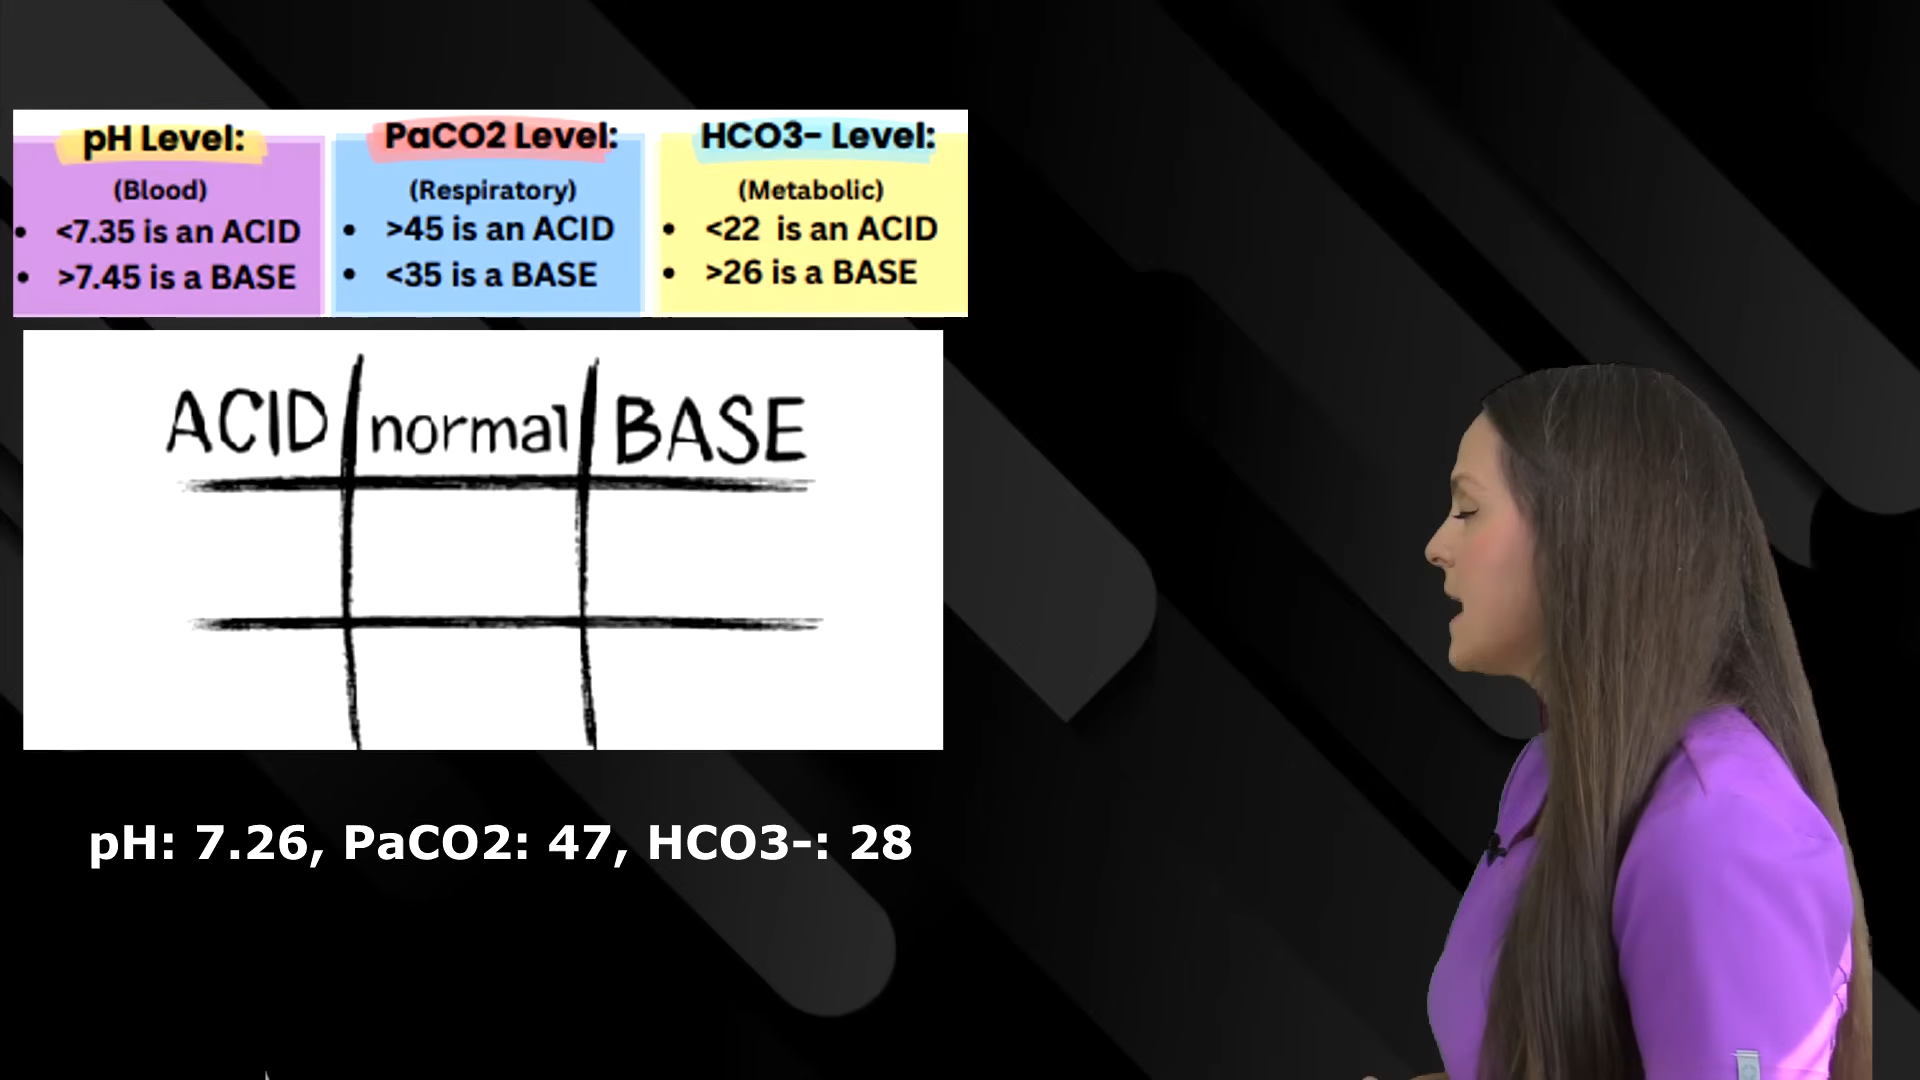 pH Level:
(Blood)
• <7.35 is an ACID
• >7.45 is a BASE
PaCO2 Level:
(Respiratory)
• >45 is an ACID
• <35 is a BASE
HCO3- Level:
(Metabolic)
• <22 is an ACID
• >26 is a BASE
ACID normal BASE
pH: 7.26, PaCO2: 47, HCO3-: 28